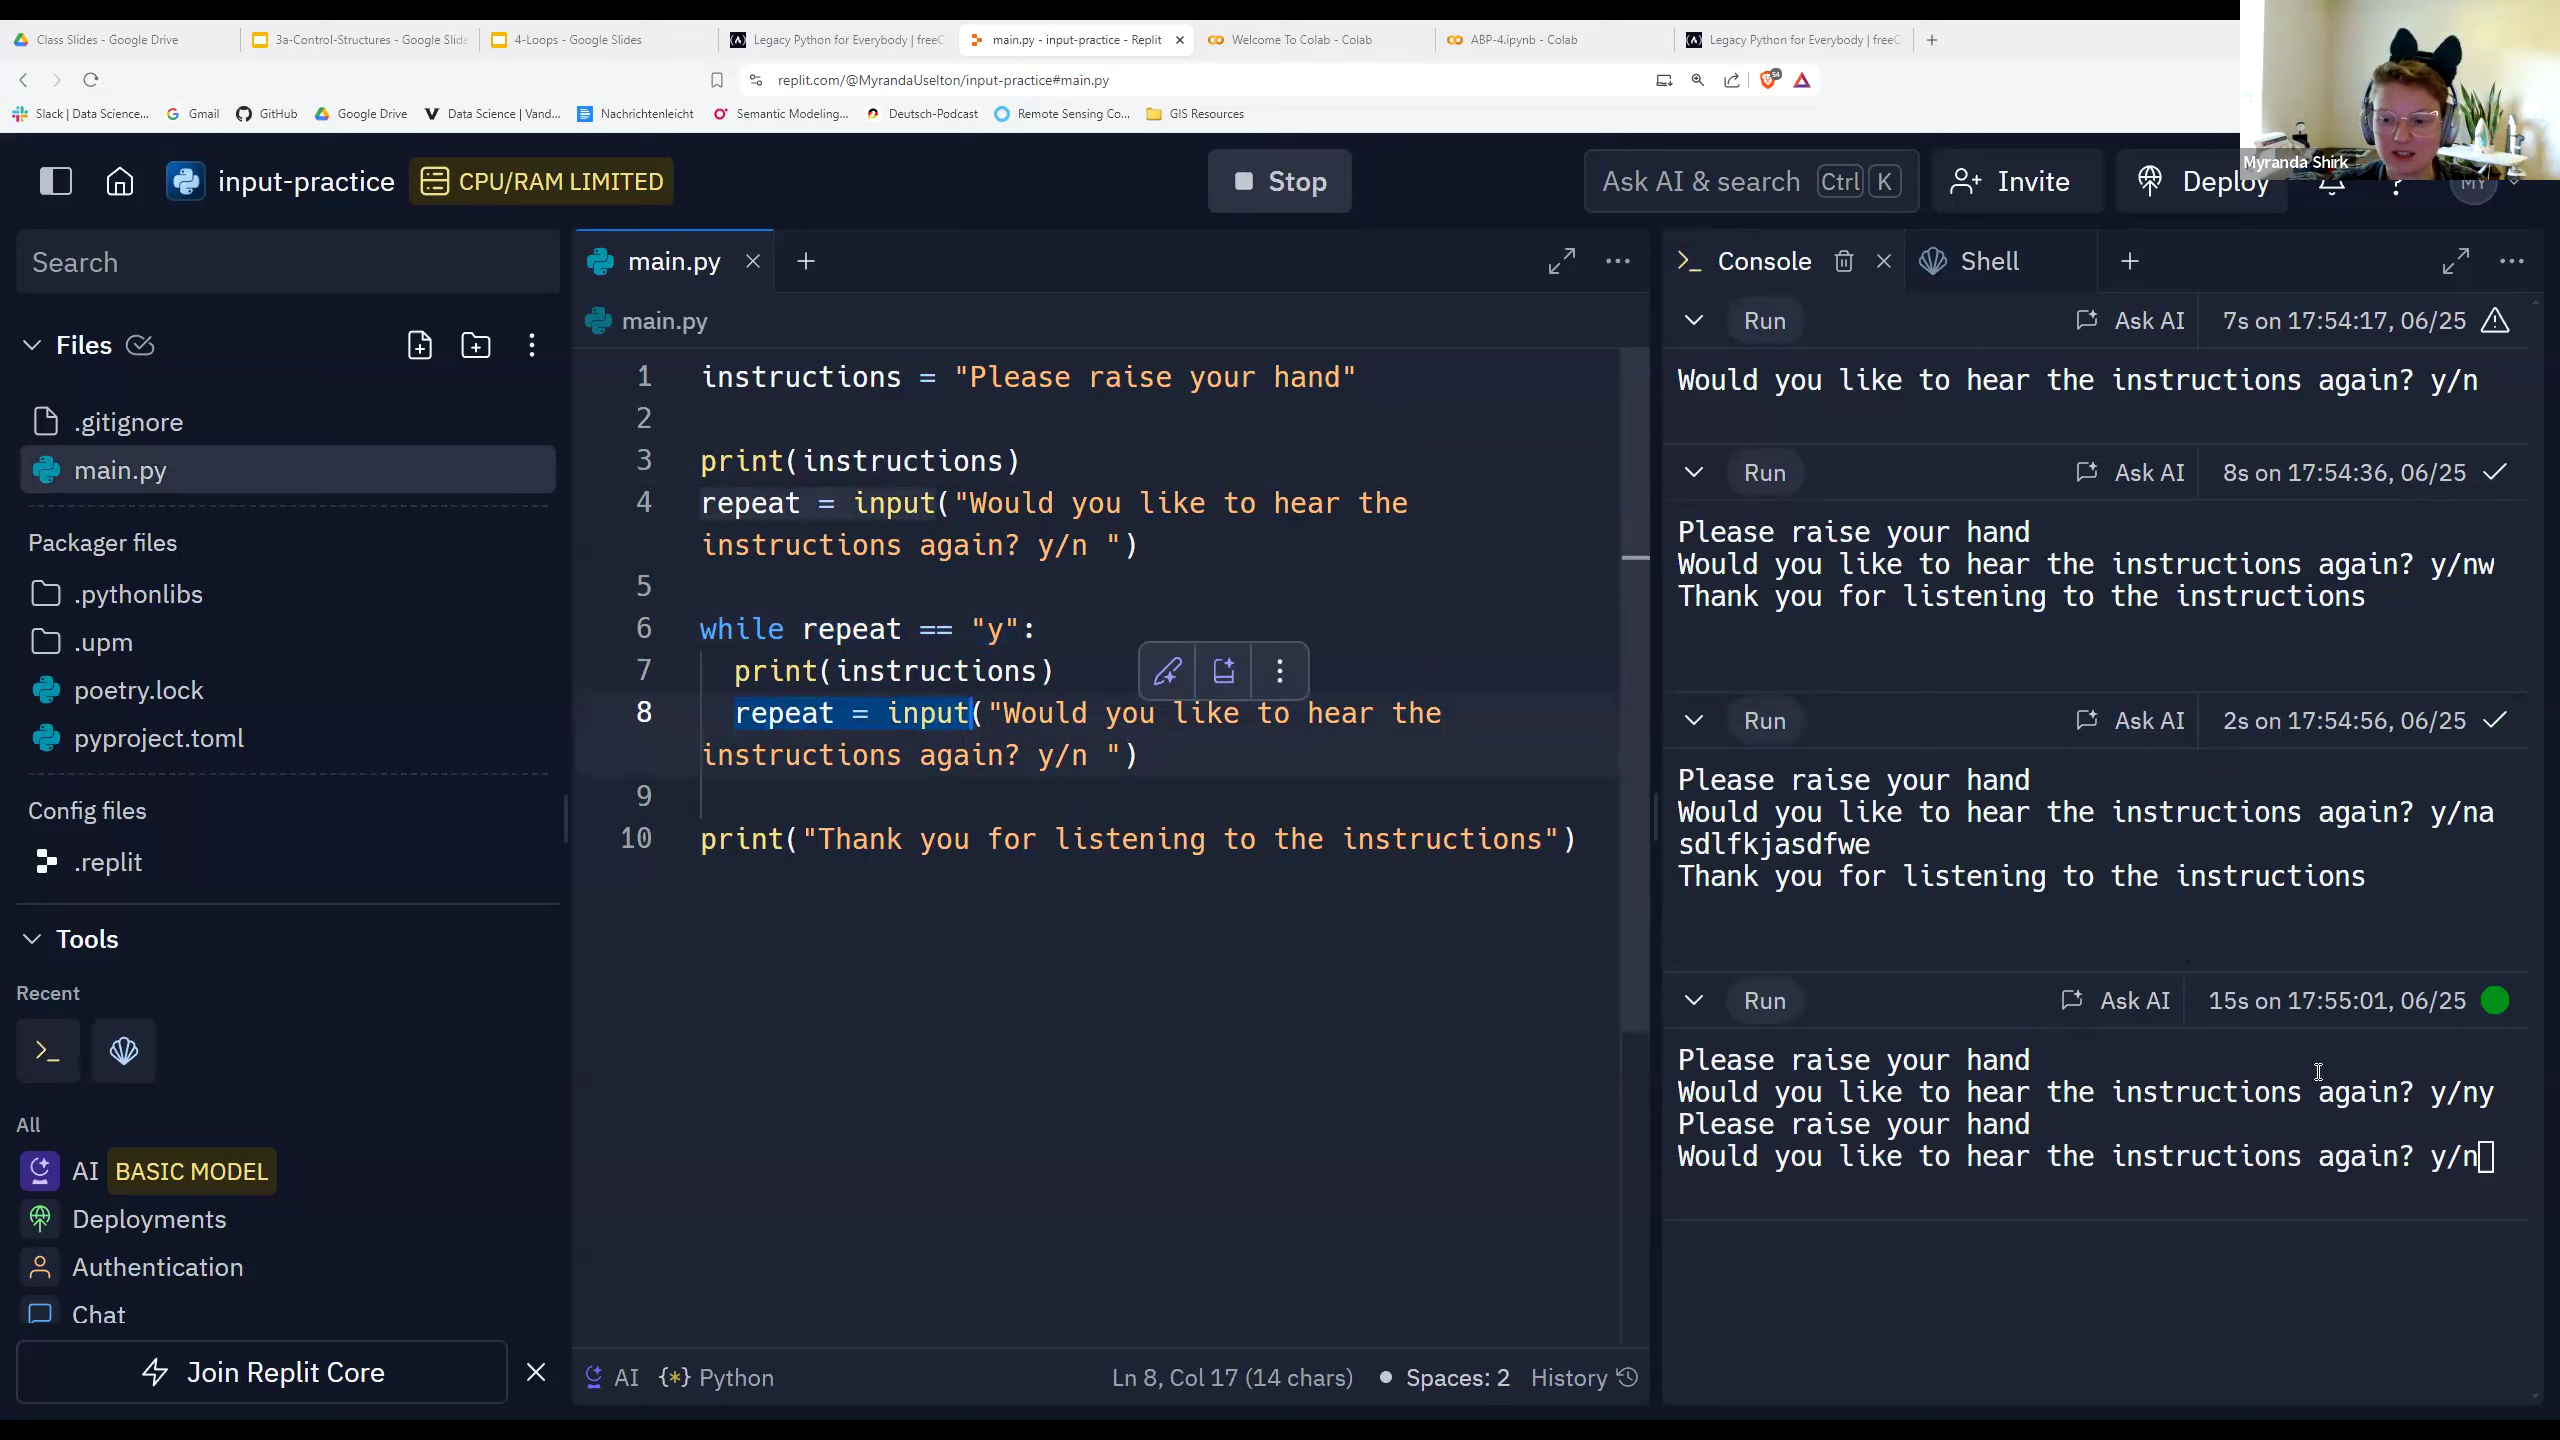 Class Slides - Google Drive
3a-Control-Structures - Google Slide
4-Loops - Google Slides
Legacy Python for Everybody | freeC
main.py - input-practice - Replit
Welcome To Colab - Colab
ABP-4.ipynb - Colab
Legacy Python for Everybody | freeC
replit.com/@MyrandaUselton/input-practice#main.py
54
Slack | Data Science...
Gmail
GitHub
Google Drive
Data Science | Vand...
Nachrichtenleicht
Semantic Modeling...
Deutsch-Podcast
Remote Sensing Co...
GIS Resources
Myranda Shirk
input-practice
CPU/RAM LIMITED
Stop
Ask AI & search Ctrl K
Invite
Deploy
MY
Search
Files
.gitignore
main.py
Packager files
.pythonlibs
.upm
poetry.lock
pyproject.toml
Config files
.replit
Tools
Recent
All
AI BASIC MODEL
Deployments
Authentication
Chat
Join Replit Core
main.py
main.py
1 instructions = "Please raise your hand"
2
3 print(instructions)
4 repeat = input("Would you like to hear the
instructions again? y/n ")
5
6 while repeat == "y":
7 print(instructions)
8 repeat = input("Would you like to hear the
instructions again? y/n ")
9
10 print("Thank you for listening to the instructions")
AI {*} Python
Ln 8, Col 17 (14 chars)
Spaces: 2
History
Console
Shell
Run Ask AI 7s on 17:54:17, 06/25
Would you like to hear the instructions again? y/n
Run Ask AI 8s on 17:54:36, 06/25
Please raise your hand
Would you like to hear the instructions again? y/nw
Thank you for listening to the instructions
Run Ask AI 2s on 17:54:56, 06/25
Please raise your hand
Would you like to hear the instructions again? y/na
sdlfkjasdfwe
Thank you for listening to the instructions
Run Ask AI 15s on 17:55:01, 06/25
Please raise your hand
Would you like to hear the instructions again? y/ny
Please raise your hand
Would you like to hear the instructions again? y/n